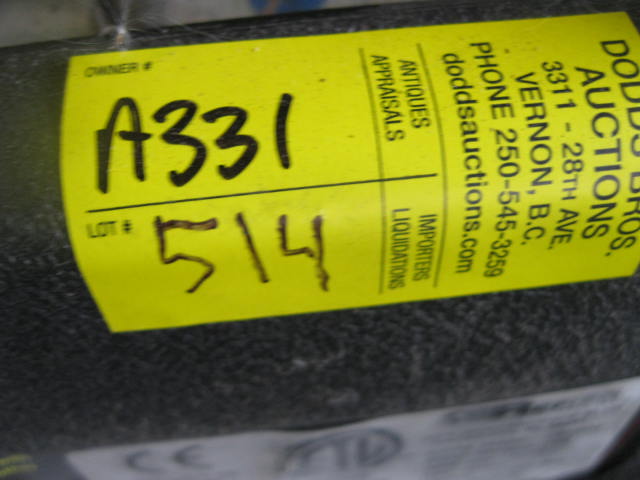 OWNER #
A331
LOT #
514
ANTIQUES
APPRAISALS
IMPORTERS
LIQUIDATIONS
DODDS BROS.
AUCTIONS
3311 - 28TH AVE.
VERNON, B.C.
PHONE 250-545-3259
doddsauctions.com
CE